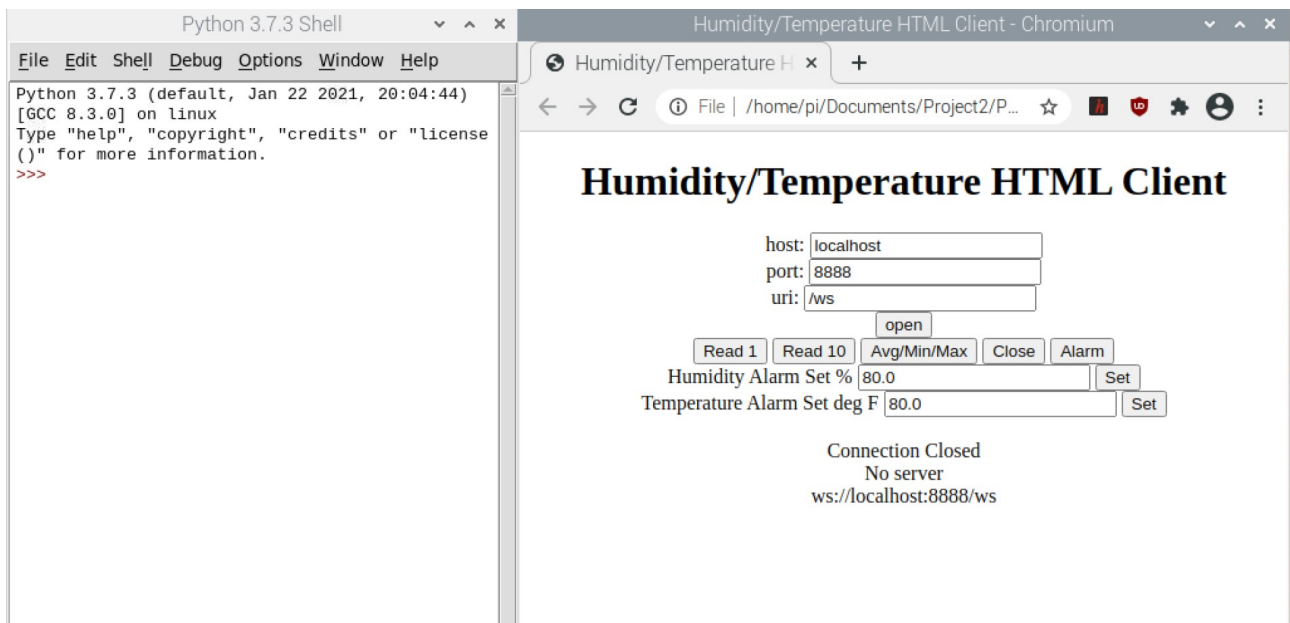 Python 3.7.3 Shell
File Edit Shell Debug Options Window Help
Python 3.7.3 (default, Jan 22 2021, 20:04:44)
[GCC 8.3.0] on linux
Type "help", "copyright", "credits" or "license
()" for more information.
>>>
Humidity/Temperature HTML Client - Chromium
Humidity/Temperature H
File | /home/pi/Documents/Project2/P...
Humidity/Temperature HTML Client
host: localhost
port: 8888
uri: /ws
open
Read 1 Read 10 Avg/Min/Max Close Alarm
Humidity Alarm Set % 80.0 Set
Temperature Alarm Set deg F 80.0 Set
Connection Closed
No server
ws://localhost:8888/ws